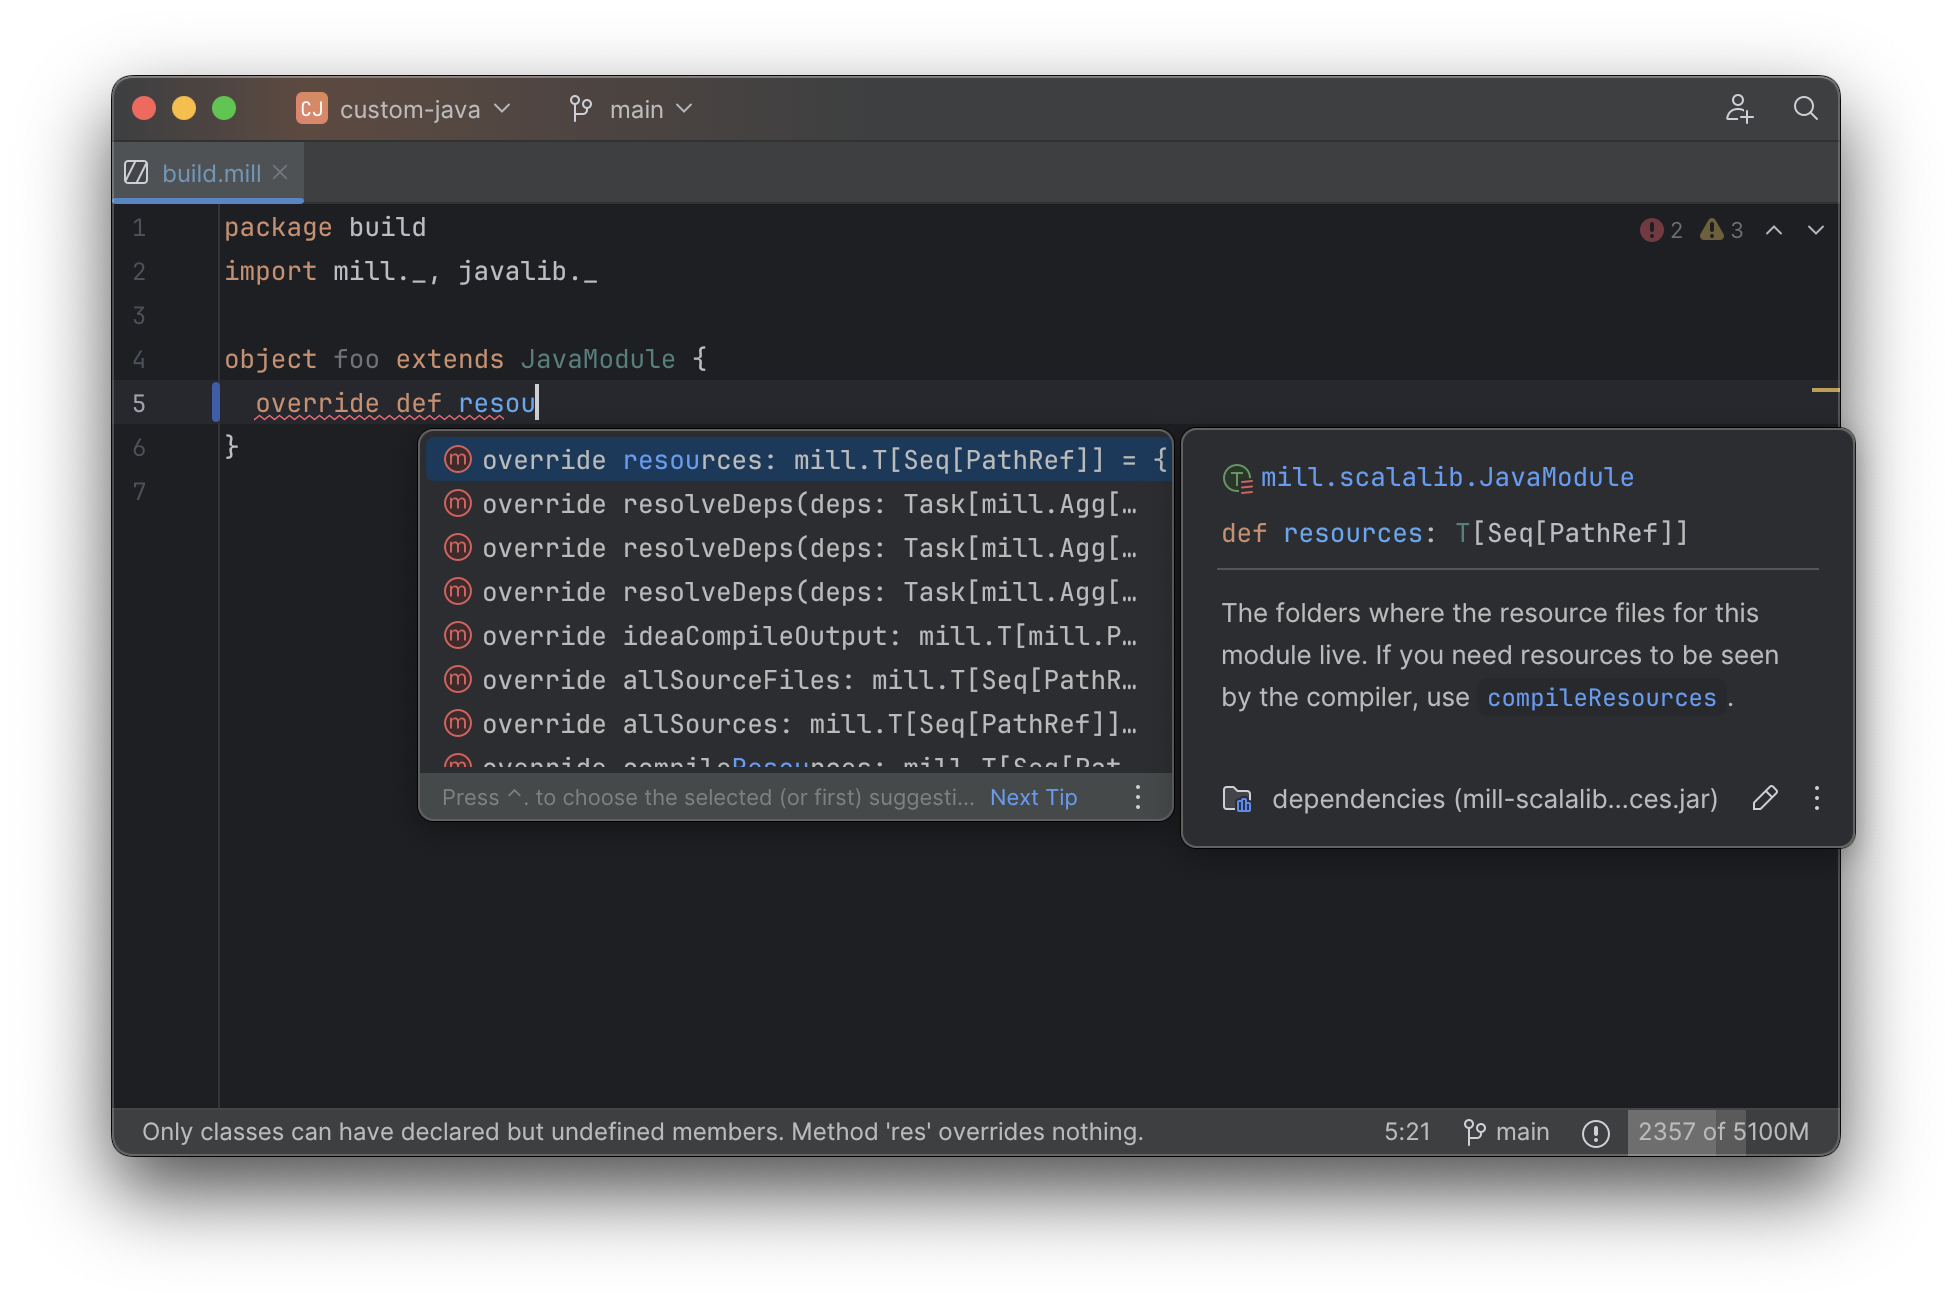 CJ custom-java main
build.mill
1 package build
2 3
2 import mill._, javalib._
3
4 object foo extends JavaModule {
5 override def resou
6 }
7
override resources: mill.T[Seq[PathRef]] = {
override resolveDeps(deps: Task[mill.Agg[…
override resolveDeps(deps: Task[mill.Agg[…
override resolveDeps(deps: Task[mill.Agg[…
override ideaCompileOutput: mill.T[mill.P…
override allSourceFiles: mill.T[Seq[PathR…
override allSources: mill.T[Seq[PathRef]]…
override compileResources: mill.T[Seq[Pat…
Press ^. to choose the selected (or first) suggesti... Next Tip
mill.scalalib.JavaModule
def resources: T[Seq[PathRef]]
The folders where the resource files for this
module live. If you need resources to be seen
by the compiler, use compileResources.
dependencies (mill-scalalib...ces.jar)
Only classes can have declared but undefined members. Method 'res' overrides nothing. 5:21 main 2357 of 5100M